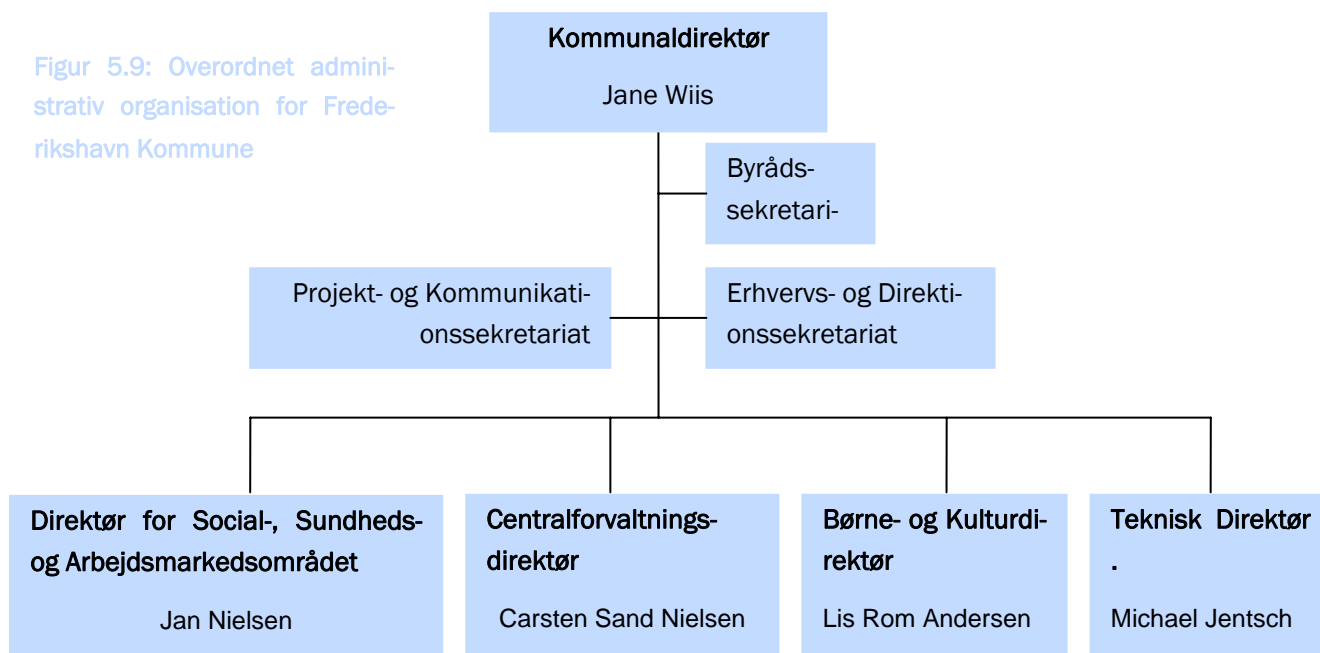 Figur 5.9: Overordnet admini-
strativ organisation for Frede-
rikshavn Kommune
Kommunaldirektør
Jane Wiis
Byråds-
sekretari-
Projekt- og Kommunikati-
onssekretariat
Erhvervs- og Direkti-
onssekretariat
Direktør for Social-, Sundheds-
og Arbejdsmarkedsområdet
Jan Nielsen
Centralforvaltnings-
direktør
Carsten Sand Nielsen
Børne- og Kulturdi-
rektør
Lis Rom Andersen
Teknisk Direktør
.
Michael Jentsch